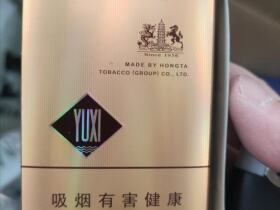 Since 1956
MADE BY HONGTA
TOBACCO (GROUP) CO., LTD.
YUXI
吸烟有害健康